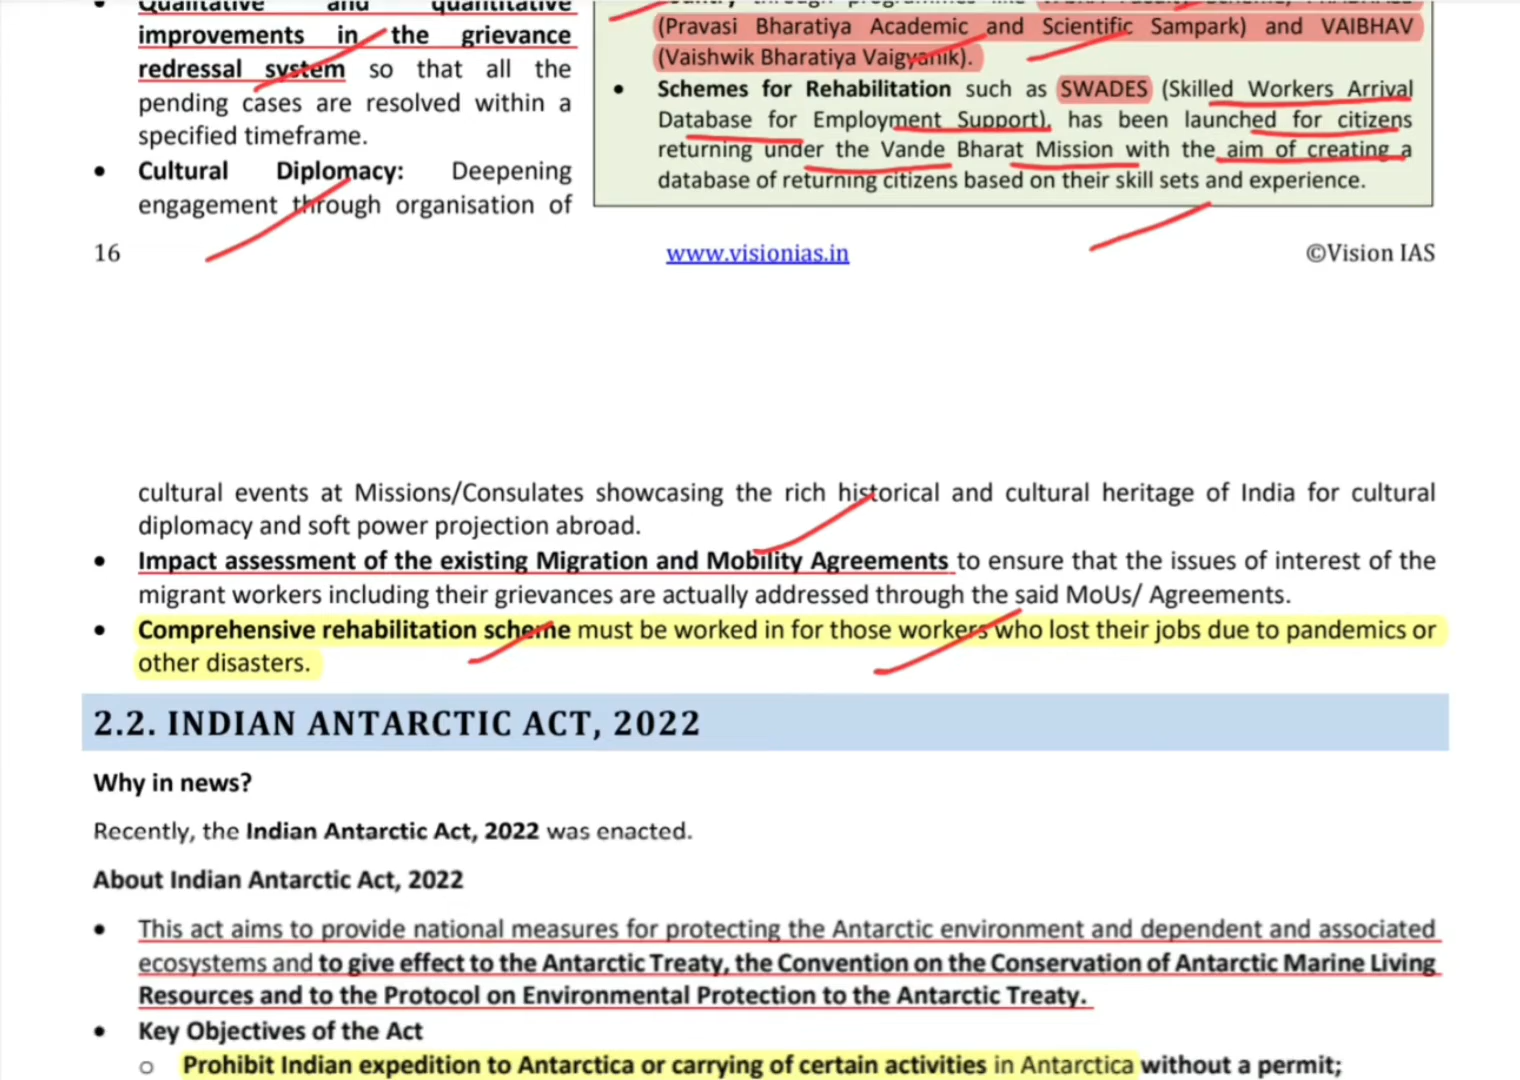 Qualitative and quantitative
improvements in the grievance
redressal system so that all the
pending cases are resolved within a
specified timeframe.
• Cultural Diplomacy: Deepening
engagement through organisation of
(Pravasi Bharatiya Academic and Scientific Sampark) and VAIBHAV
(Vaishwik Bharatiya Vaigyanik).
• Schemes for Rehabilitation such as SWADES (Skilled Workers Arrival
Database for Employment Support), has been launched for citizens
returning under the Vande Bharat Mission with the aim of creating a
database of returning citizens based on their skill sets and experience.
16 www.visionias.in ©Vision IAS
cultural events at Missions/Consulates showcasing the rich historical and cultural heritage of India for cultural
diplomacy and soft power projection abroad.
• Impact assessment of the existing Migration and Mobility Agreements to ensure that the issues of interest of the
migrant workers including their grievances are actually addressed through the said MoUs/ Agreements.
• Comprehensive rehabilitation scheme must be worked in for those workers who lost their jobs due to pandemics or
other disasters.
2.2. INDIAN ANTARCTIC ACT, 2022
Why in news?
Recently, the Indian Antarctic Act, 2022 was enacted.
About Indian Antarctic Act, 2022
• This act aims to provide national measures for protecting the Antarctic environment and dependent and associated
ecosystems and to give effect to the Antarctic Treaty, the Convention on the Conservation of Antarctic Marine Living
Resources and to the Protocol on Environmental Protection to the Antarctic Treaty.
• Key Objectives of the Act
o Prohibit Indian expedition to Antarctica or carrying of certain activities in Antarctica without a permit;